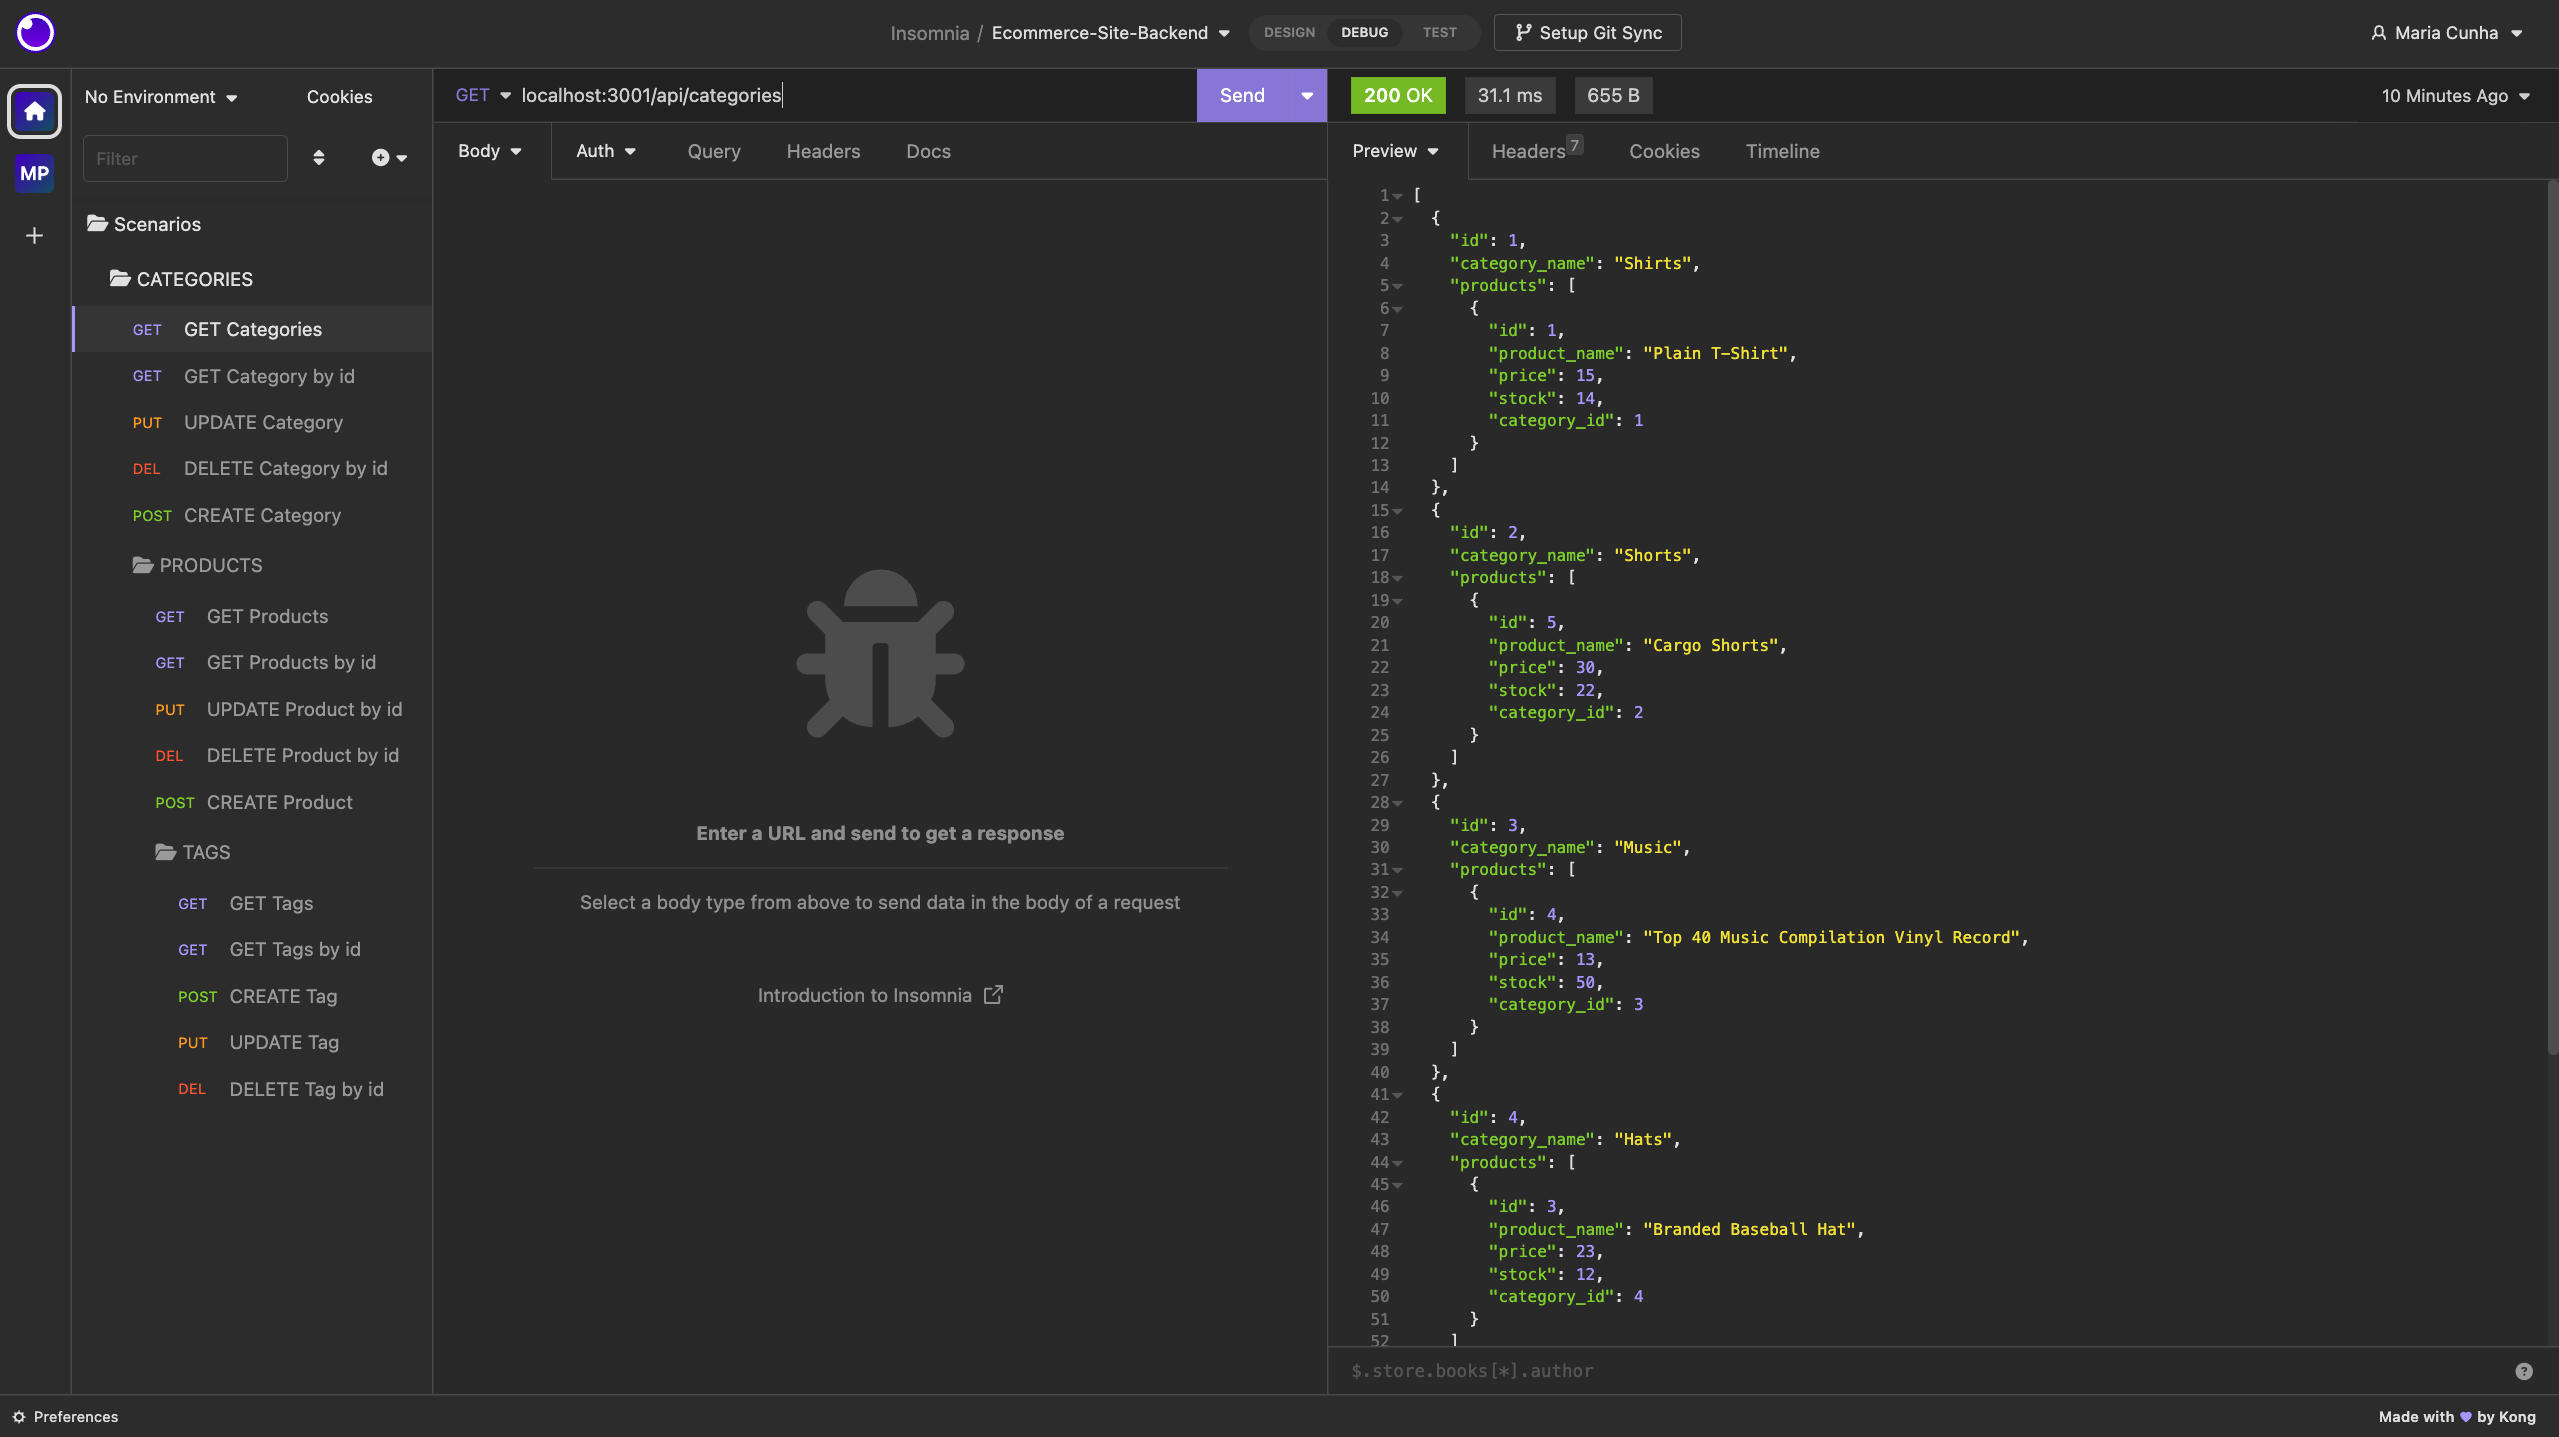 Insomnia / Ecommerce-Site-Backend
DESIGN DEBUG TEST
Setup Git Sync
Maria Cunha
MP
No Environment
Cookies
Filter
Scenarios
CATEGORIES
GET GET Categories
GET GET Category by id
PUT UPDATE Category
DEL DELETE Category by id
POST CREATE Category
PRODUCTS
GET GET Products
GET GET Products by id
PUT UPDATE Product by id
DEL DELETE Product by id
POST CREATE Product
TAGS
GET GET Tags
GET GET Tags by id
POST CREATE Tag
PUT UPDATE Tag
DEL DELETE Tag by id
GET localhost:3001/api/categories
Send
Body Auth Query Headers Docs
Enter a URL and send to get a response
Select a body type from above to send data in the body of a request
Introduction to Insomnia
200 OK 31.1 ms 655 B
10 Minutes Ago
Preview Headers 7 Cookies Timeline
1 [
2 {
3 "id": 1,
4 "category_name": "Shirts",
5 "products": [
6 {
7 "id": 1,
8 "product_name": "Plain T-Shirt",
9 "price": 15,
10 "stock": 14,
11 "category_id": 1
12 }
13 ]
14 },
15 {
16 "id": 2,
17 "category_name": "Shorts",
18 "products": [
19 {
20 "id": 5,
21 "product_name": "Cargo Shorts",
22 "price": 30,
23 "stock": 22,
24 "category_id": 2
25 }
26 ]
27 },
28 {
29 "id": 3,
30 "category_name": "Music",
31 "products": [
32 {
33 "id": 4,
34 "product_name": "Top 40 Music Compilation Vinyl Record",
35 "price": 13,
36 "stock": 50,
37 "category_id": 3
38 }
39 ]
40 },
41 {
42 "id": 4,
43 "category_name": "Hats",
44 "products": [
45 {
46 "id": 3,
47 "product_name": "Branded Baseball Hat",
48 "price": 23,
49 "stock": 12,
50 "category_id": 4
51 }
52 ]
$.store.books[*].author
Preferences
Made with 💜 by Kong